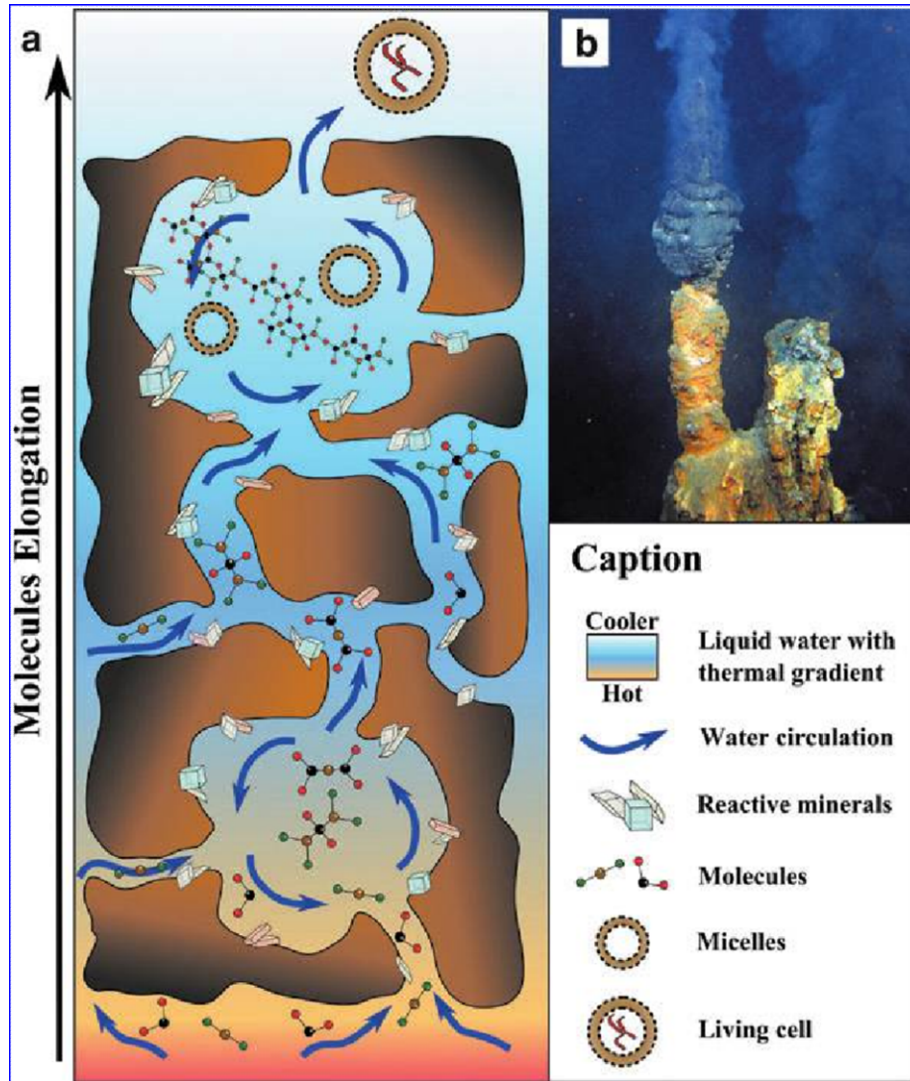 a
b
Molecules Elongation
Caption
Cooler
Hot
Liquid water with
thermal gradient
Water circulation
Reactive minerals
Molecules
Micelles
Living cell